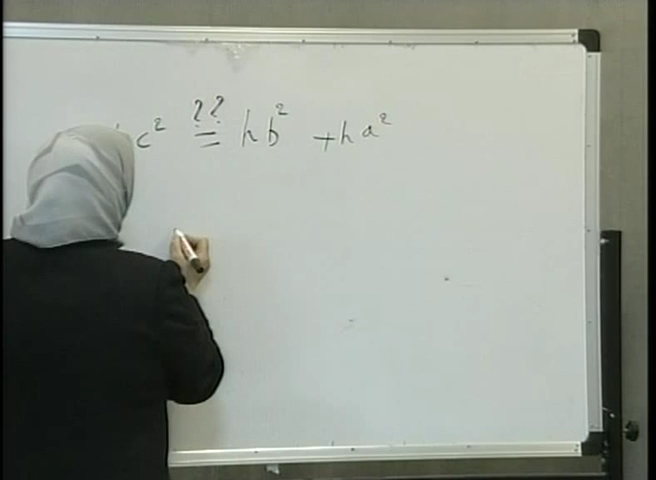 c² ??= hb² +ha²